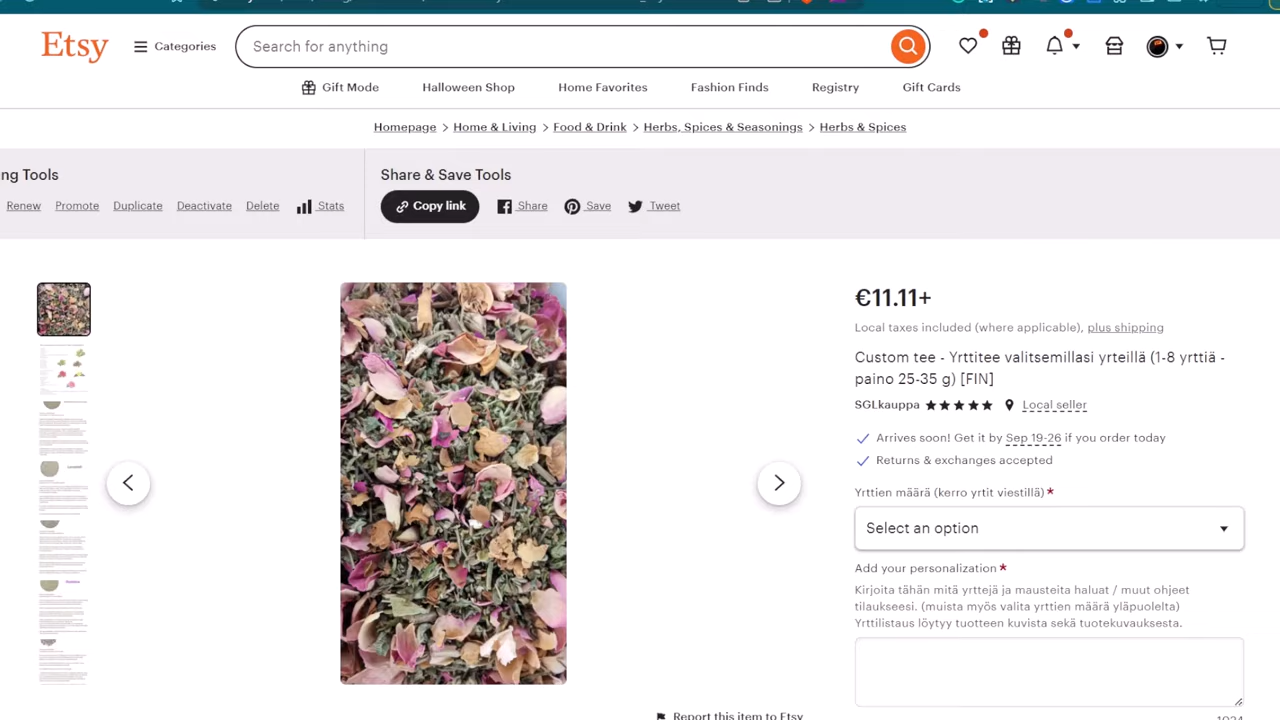 Etsy
Categories
Search for anything
Gift Mode
Halloween Shop
Home Favorites
Fashion Finds
Registry
Gift Cards
Homepage > Home & Living > Food & Drink > Herbs, Spices & Seasonings > Herbs & Spices
ng Tools
Renew
Promote
Duplicate
Deactivate
Delete
Stats
Share & Save Tools
Copy link
Share
Save
Tweet
€11.11+
Local taxes included (where applicable), plus shipping
Custom tee - Yrttitee valitsemillasi yrteillä (1-8 yrttiä -
paino 25-35 g) [FIN]
SGLkauppa ★★★★★ Local seller
Arrives soon! Get it by Sep 19-26 if you order today
Returns & exchanges accepted
Yrttien määrä (kerro yrtit viestillä) *
Select an option
Add your personalization *
Kirjoita tähän mitä yrttejä ja mausteita haluat / muut ohjeet
tilaukseesi. (muista myös valita yrttien määrä yläpuolelta)
Yrttilistaus löytyy tuotteen kuvista sekä tuotekuvauksesta.
Report this item to Etsy